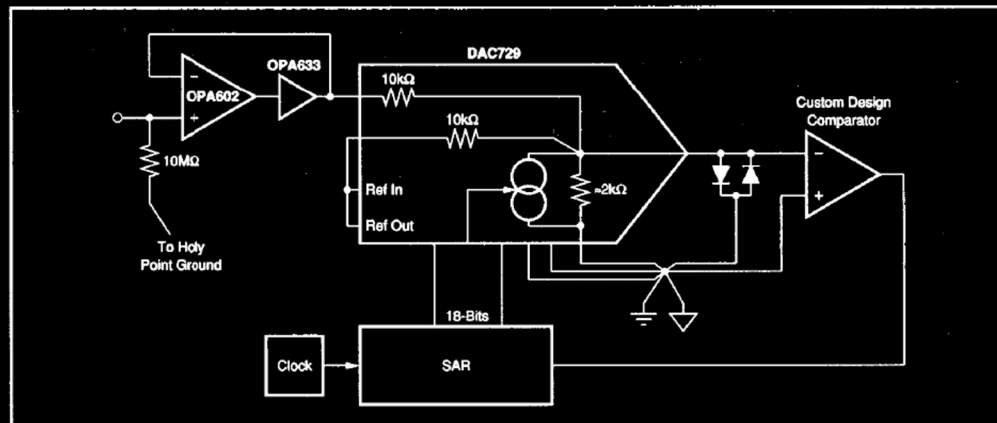 DAC729
OPA633
10kΩ
−
OPA602
+
10kΩ
Custom Design
Comparator
10MΩ
−
Ref In
≈2kΩ
+
Ref Out
To Holy
Point Ground
18-Bits
Clock
SAR